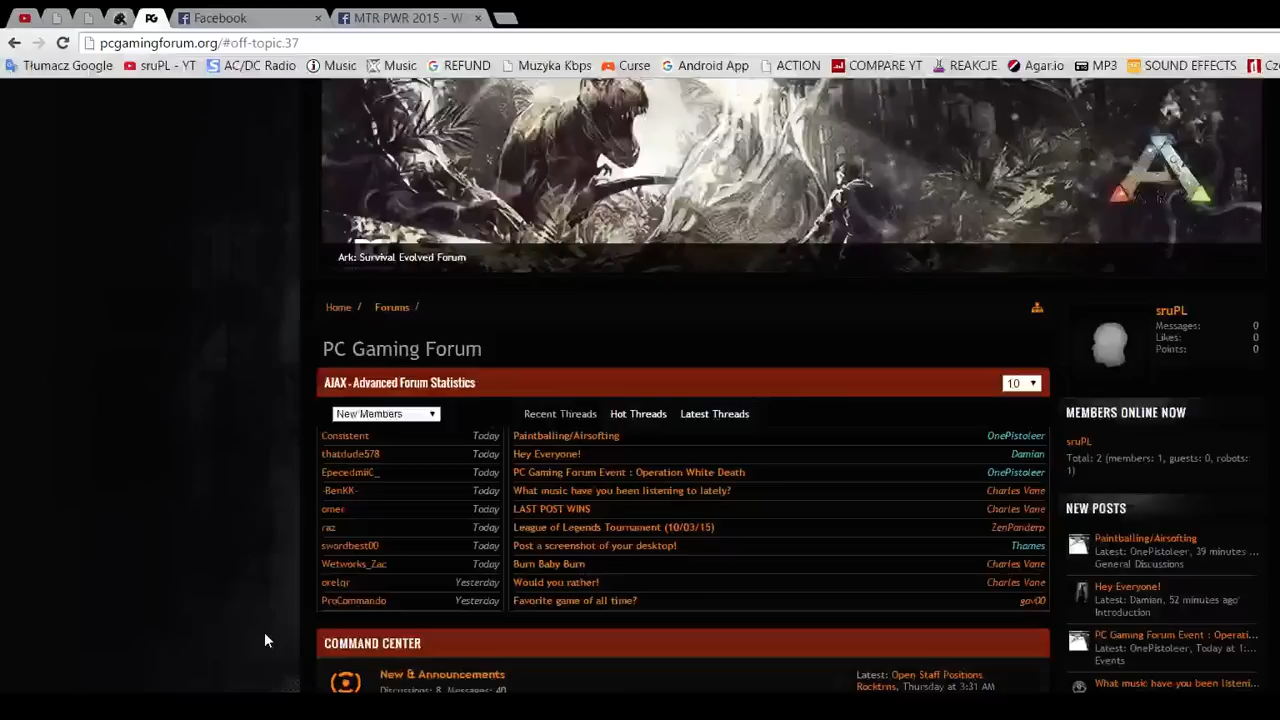 PG Facebook × MTR PWR 2015 - W ×
pcgamingforum.org/#off-topic.37
Tłumacz Google sruPL - YT AC/DC Radio Music Music REFUND Muzyka Kbps Curse Android App ACTION COMPARE YT REAKCJE Agar.io MP3 SOUND EFFECTS
Ark: Survival Evolved Forum
Home / Forums /
sruPL
Messages: 0
Likes: 0
Points: 0
PC Gaming Forum
AJAX - Advanced Forum Statistics 10
New Members Recent Threads Hot Threads Latest Threads
Consistent Today Paintballing/Airsofting OnePistoleer
thatdude578 Today Hey Everyone! Damian
EpecedmiiC_ Today PC Gaming Forum Event : Operation White Death OnePistoleer
-BenKK- Today What music have you been listening to lately? Charles Vane
omer Today LAST POST WINS Charles Vane
raz Today League of Legends Tournament (10/03/15) ZenPanderp
swordbest00 Today Post a screenshot of your desktop! Thames
Wetworks_Zac Today Burn Baby Burn Charles Vane
orelgr Yesterday Would you rather! Charles Vane
ProCommando Yesterday Favorite game of all time? gav00
MEMBERS ONLINE NOW
sruPL
Total: 2 (members: 1, guests: 0, robots:
1)
NEW POSTS
Paintballing/Airsofting
Latest: OnePistoleer, 39 minutes ...
General Discussions
Hey Everyone!
Latest: Damian, 52 minutes ago
Introduction
PC Gaming Forum Event : Operati...
Latest: OnePistoleer, Today at 1:...
Events
What music have you been listeni...
COMMAND CENTER
New & Announcements
Discussions: 8 Messages: 40
Latest: Open Staff Positions
Rocktrns, Thursday at 3:31 AM